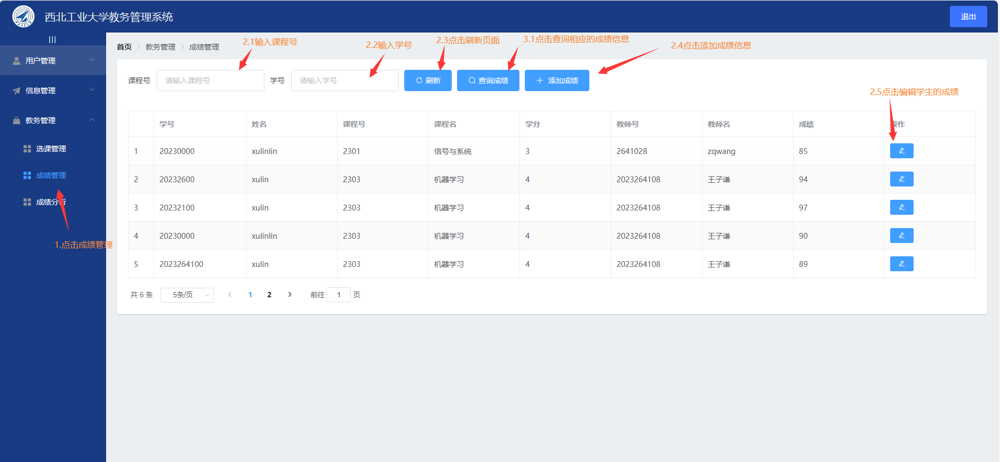 西北工业大学教务管理系统
退出
用户管理
信息管理
教务管理
选课管理
成绩管理
成绩分析
1.点击成绩管理
首页 教务管理 成绩管理
2.1输入课程号
2.2输入学号
2.3点击刷新页面
3.1点击查询相应的成绩信息
2.4点击添加成绩信息
课程号 请输入课程号 学号 请输入学号 刷新 查询成绩 添加成绩
2.5点击编辑学生的成绩
学号 姓名 课程号 课程名 学分 教师号 教师名 成绩 操作
1 20230000 xulinlin 2301 信号与系统 3 2641028 zqwang 85
2 20232600 xulin 2303 机器学习 4 2023264108 王子谦 94
3 20232100 xulin 2303 机器学习 4 2023264108 王子谦 97
4 20230000 xulinlin 2303 机器学习 4 2023264108 王子谦 90
5 2023264100 xulin 2303 机器学习 4 2023264108 王子谦 89
共 6 条 5条/页 1 2 前往 1 页